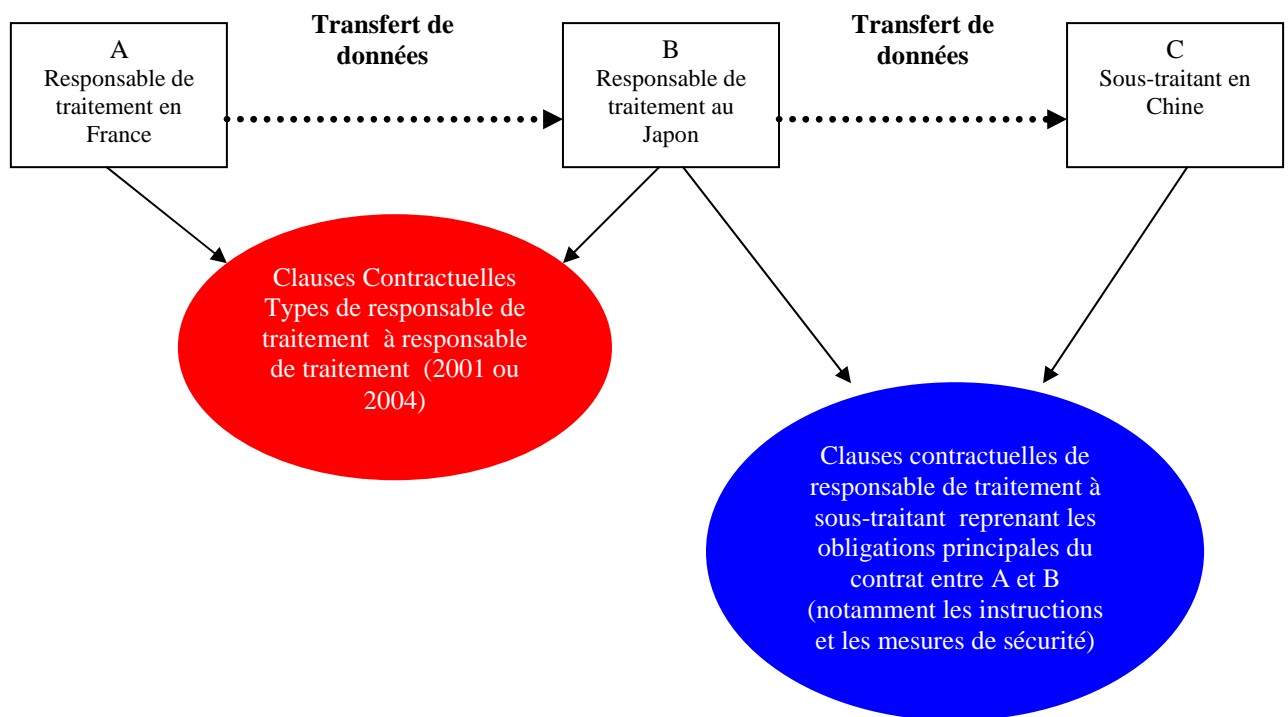 A
Responsable de
traitement en
France
Transfert de
données
B
Responsable de
traitement au
Japon
Transfert de
données
C
Sous-traitant en
Chine
Clauses Contractuelles
Types de responsable de
traitement à responsable
de traitement (2001 ou
2004)
Clauses contractuelles de
responsable de traitement à
sous-traitant reprenant les
obligations principales du
contrat entre A et B
(notamment les instructions
et les mesures de sécurité)